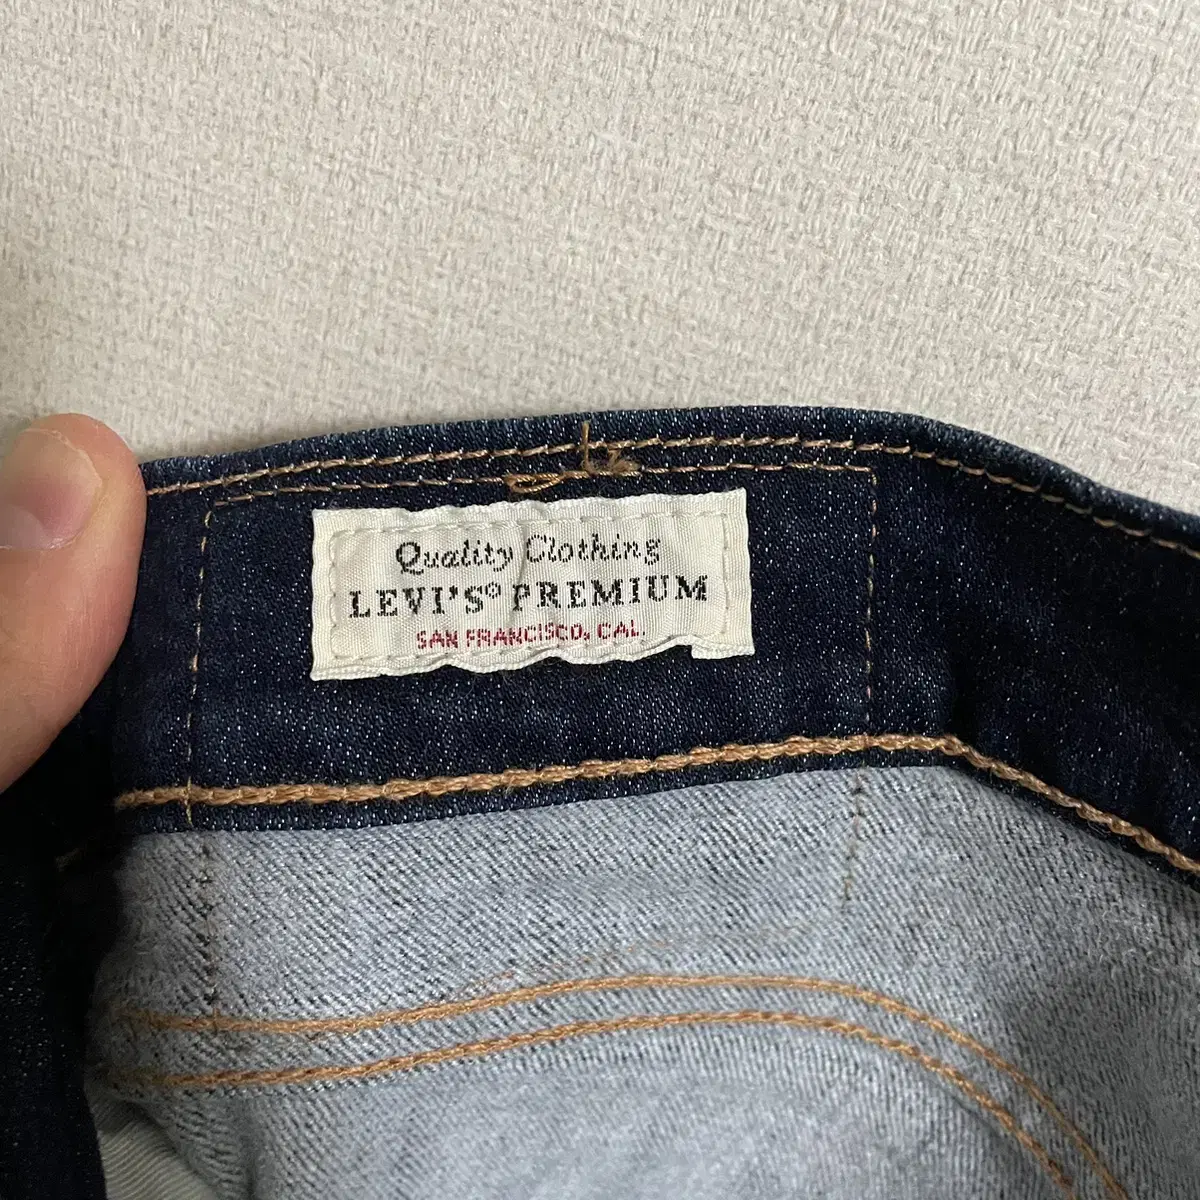 Quality Clothing
LEVI'S® PREMIUM
SAN FRANCISCO, CAL.